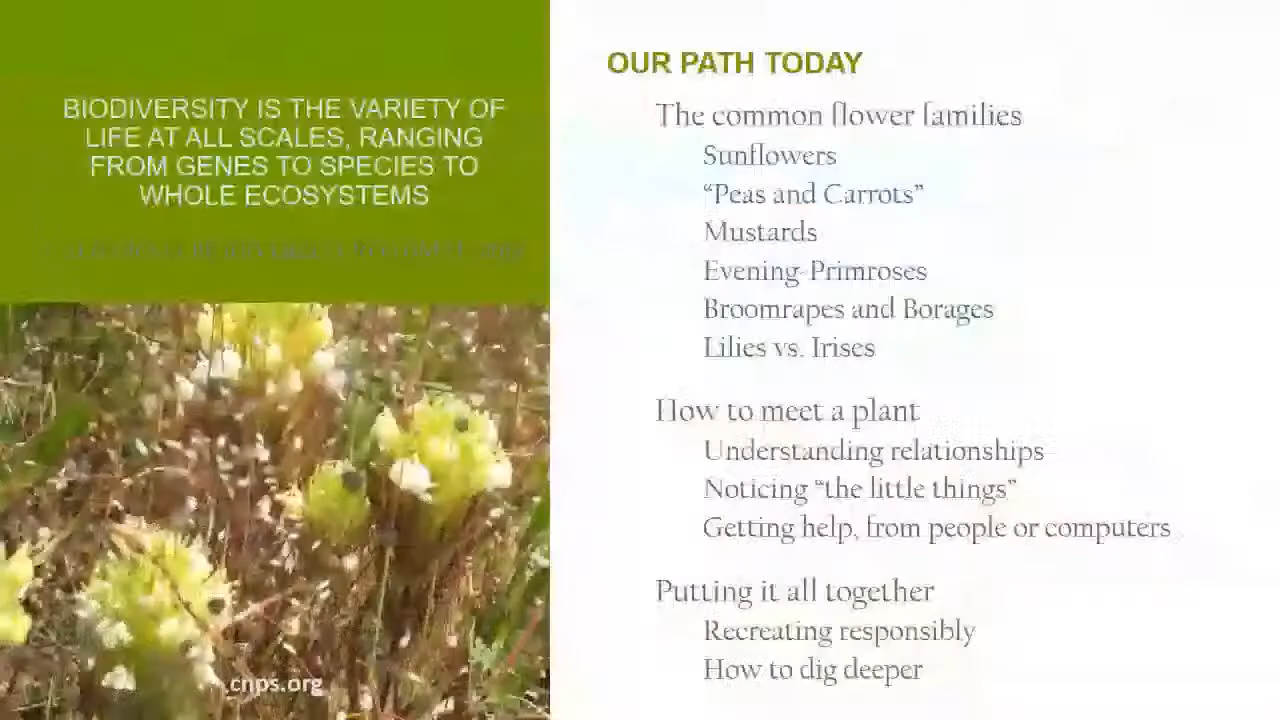 BIODIVERSITY IS THE VARIETY OF
LIFE AT ALL SCALES, RANGING
FROM GENES TO SPECIES TO
WHOLE ECOSYSTEMS
cnps.org
OUR PATH TODAY
The common flower families
Sunflowers
“Peas and Carrots”
Mustards
Evening-Primroses
Broomrapes and Borages
Lilies vs. Irises
How to meet a plant
Understanding relationships
Noticing “the little things”
Getting help, from people or computers
Putting it all together
Recreating responsibly
How to dig deeper